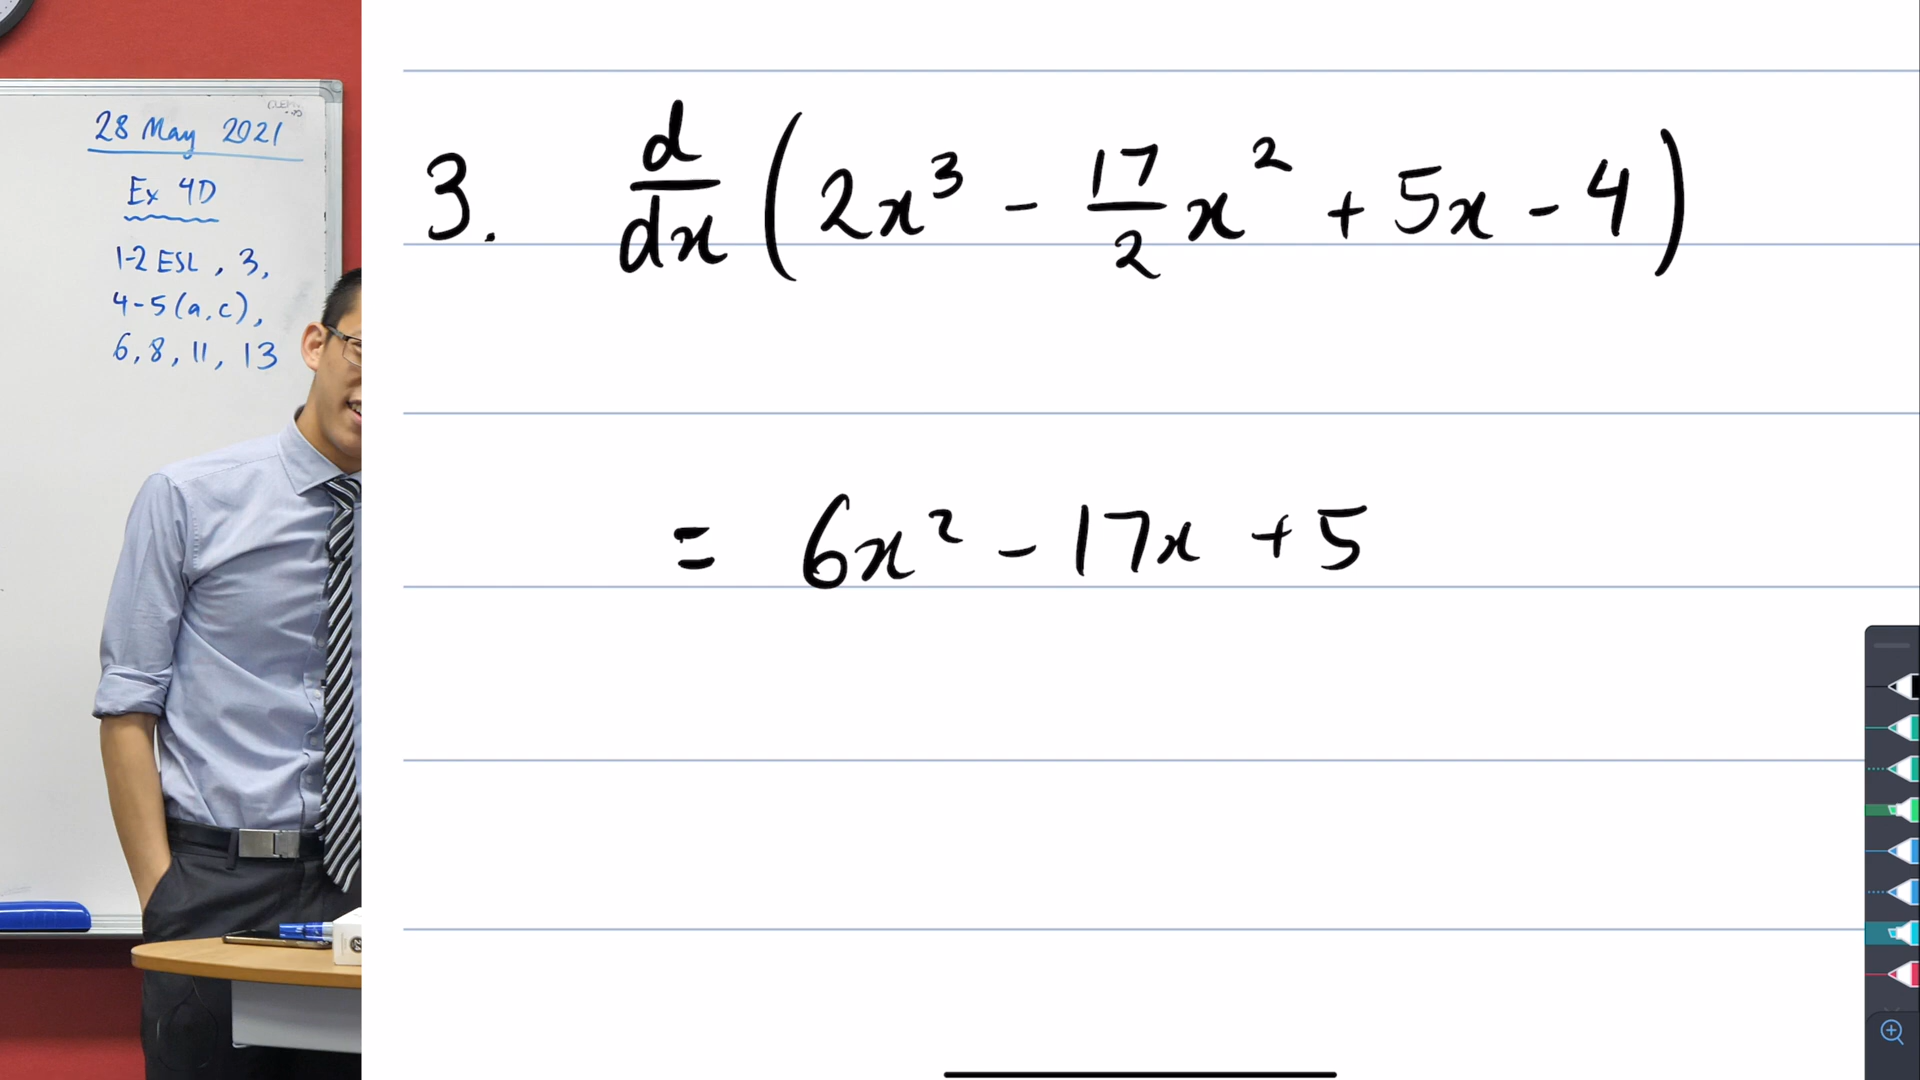 28 May 2021
Ex 4D
1-2 ESL, 3,
4-5(a,c),
6, 8, 11, 13
3. d/dx (2x³ - 17/2 x² + 5x - 4)
= 6x² - 17x + 5